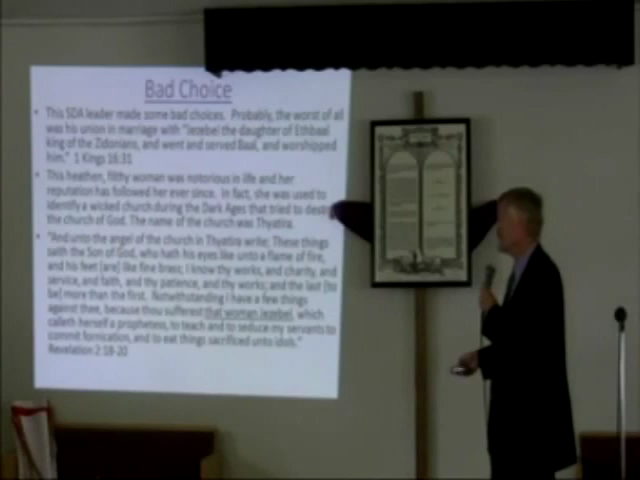 Bad Choice
• This SDA leader made some bad choices. Probably, the worst of all
was his union in marriage with "Jezebel the daughter of Ethbaal
king of the Zidonians, and went and served Baal, and worshipped
him." 1 Kings 16:31
• This heathen, filthy woman was notorious in life and her
reputation has followed her ever since. In fact, she was used to
identify a wicked church during the Dark Ages that tried to destroy
the church of God. The name of the church was Thyatira.
• "And unto the angel of the church in Thyatira write; These things
saith the Son of God, who hath his eyes like unto a flame of fire,
and his feet [are] like fine brass; I know thy works, and charity, and
service, and faith, and thy patience, and thy works; and the last [to
be] more than the first. Notwithstanding I have a few things
against thee, because thou sufferest that woman Jezebel, which
calleth herself a prophetess, to teach and to seduce my servants to
commit fornication, and to eat things sacrificed unto idols."
Revelation 2:18-20